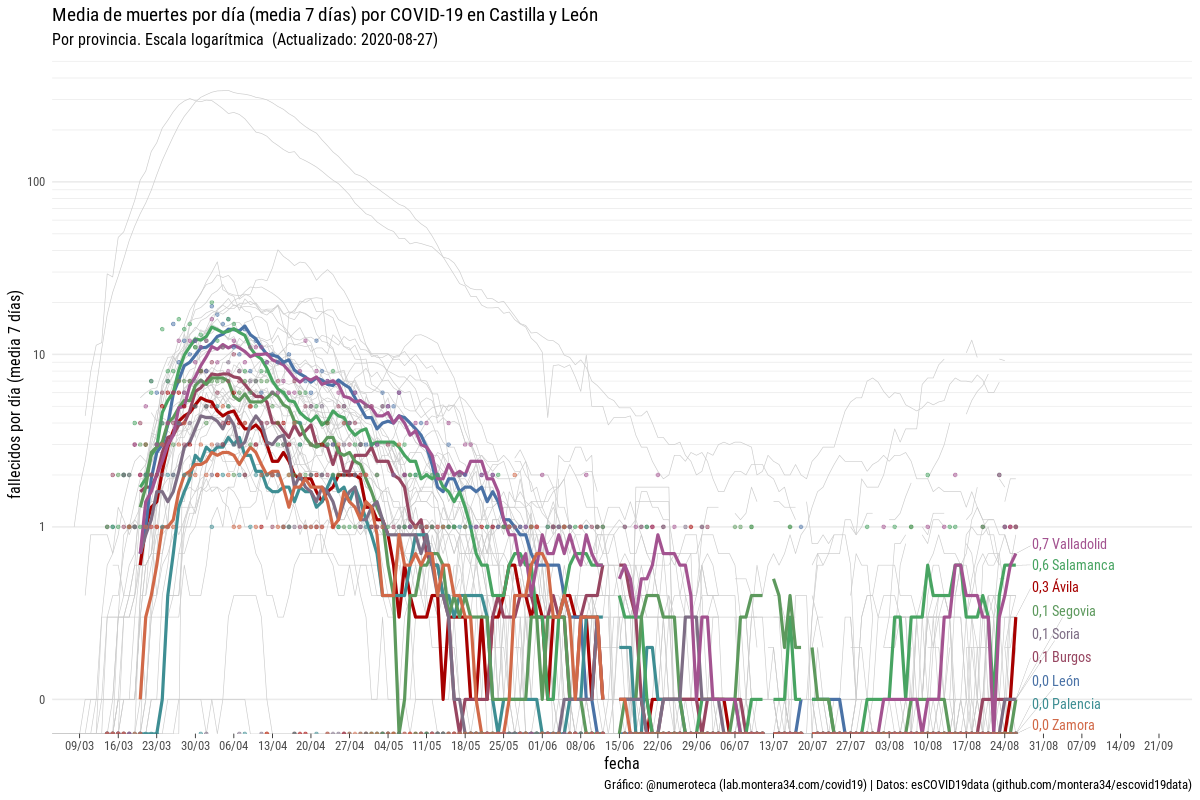 Media de muertes por día (media 7 días) por COVID-19 en Castilla y León
Por provincia. Escala logarítmica (Actualizado: 2020-08-27)
fallecidos por día (media 7 días)
100
10
1
0
0,7 Valladolid
0,6 Salamanca
0,3 Ávila
0,1 Segovia
0,1 Soria
0,1 Burgos
0,0 León
0,0 Palencia
0,0 Zamora
09/03 16/03 23/03 30/03 06/04 13/04 20/04 27/04 04/05 11/05 18/05 25/05 01/06 08/06 15/06 22/06 29/06 06/07 13/07 20/07 27/07 03/08 10/08 17/08 24/08 31/08 07/09 14/09 21/09
fecha
Gráfico: @numeroteca (lab.montera34.com/covid19) | Datos: esCOVID19data (github.com/montera34/escovid19data)